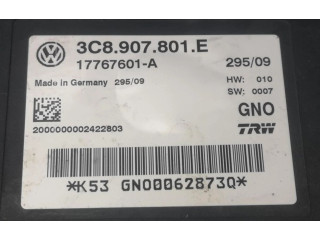 3C8.907.801.E
17767601-A 295/09
Made in Germany 295/09 HW: 010
SW: 0007
GNO
2000000002422803 TRW
*K53 GNO00628730*